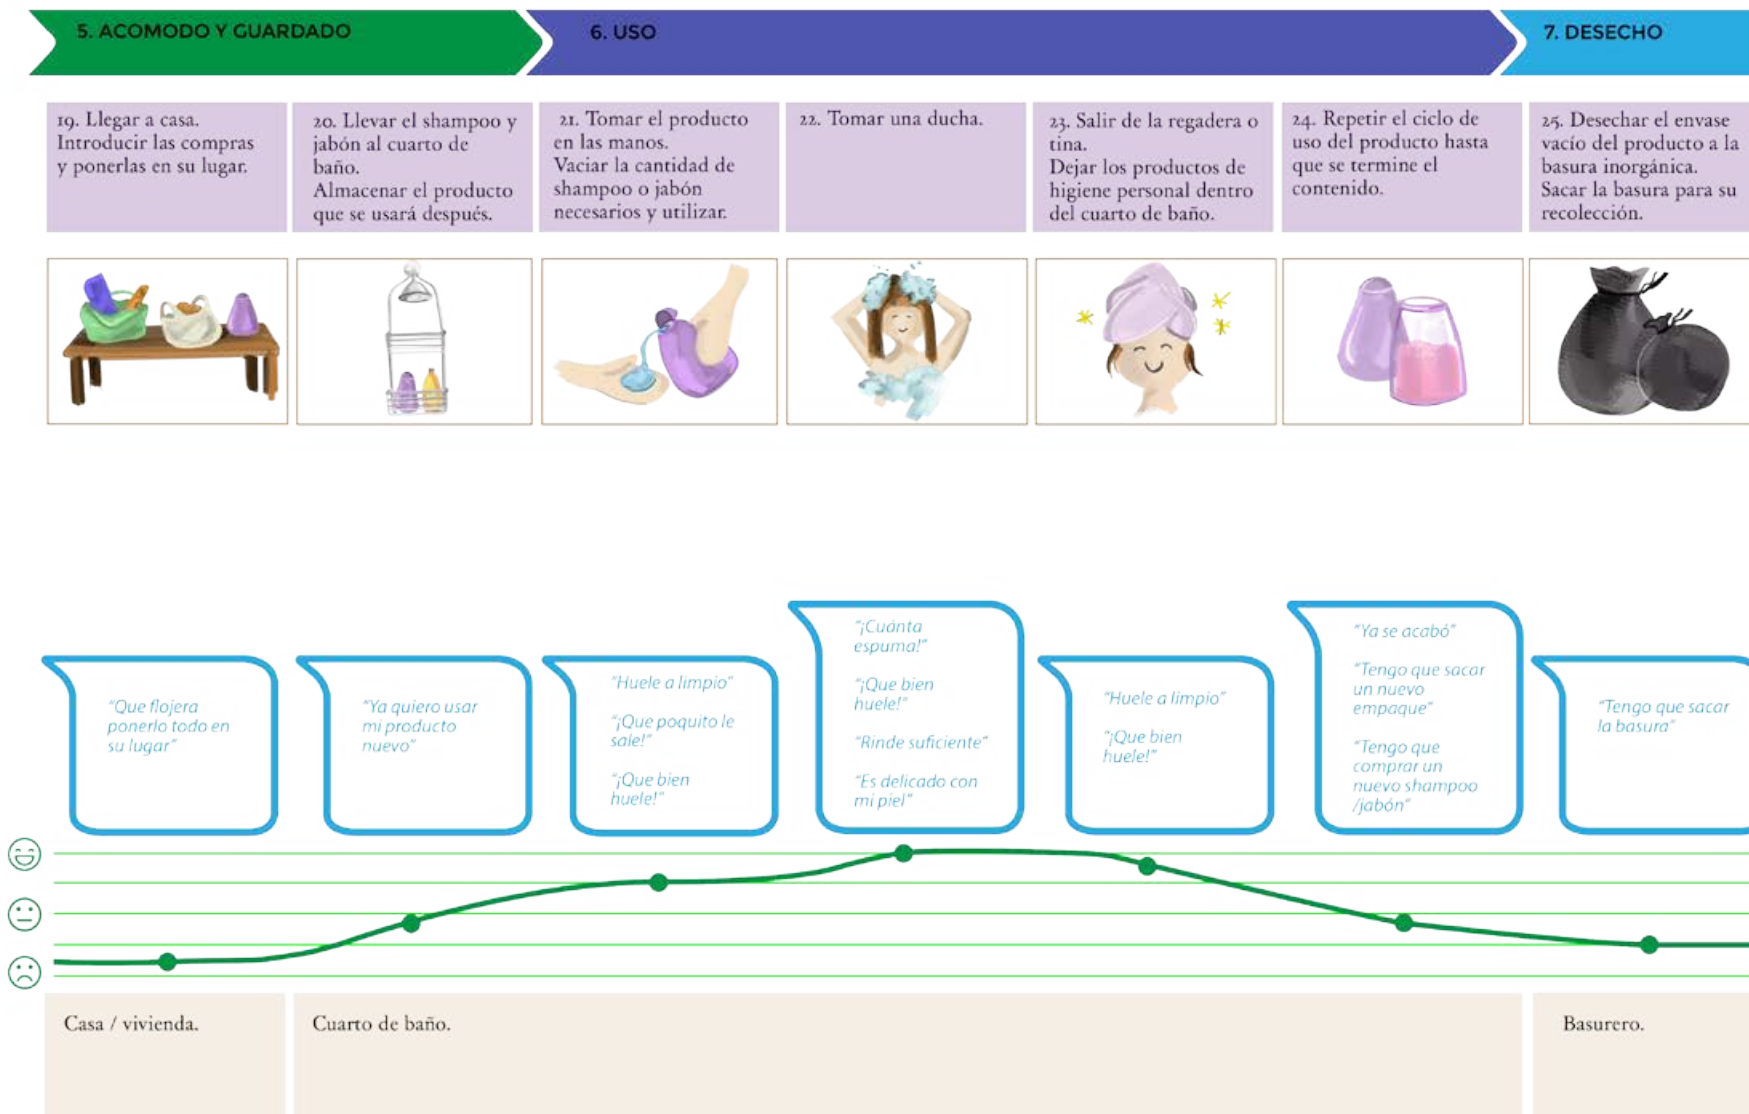 5. ACOMODO Y GUARDADO
6. USO
7. DESECHO
19. Llegar a casa.
Introducir las compras
y ponerlas en su lugar.
20. Llevar el shampoo y
jabón al cuarto de
baño.
Almacenar el producto
que se usará después.
21. Tomar el producto
en las manos.
Vaciar la cantidad de
shampoo o jabón
necesarios y utilizar.
22. Tomar una ducha.
23. Salir de la regadera o
tina.
Dejar los productos de
higiene personal dentro
del cuarto de baño.
24. Repetir el ciclo de
uso del producto hasta
que se termine el
contenido.
25. Desechar el envase
vacío del producto a la
basura inorgánica.
Sacar la basura para su
recolección.
"Que flojera
ponerlo todo en
su lugar"
"Ya quiero usar
mi producto
nuevo"
"Huele a limpio"
"¡Que poquito le
sale!"
"¡Que bien
huele!"
"¡Cuánta
espuma!"
"¡Que bien
huele!"
"Rinde suficiente"
"Es delicado con
mi piel"
"Huele a limpio"
"¡Que bien
huele!"
"Ya se acabó"
"Tengo que sacar
un nuevo
empaque"
"Tengo que
comprar un
nuevo shampoo
/jabón"
"Tengo que sacar
la basura"
Casa / vivienda.
Cuarto de baño.
Basurero.